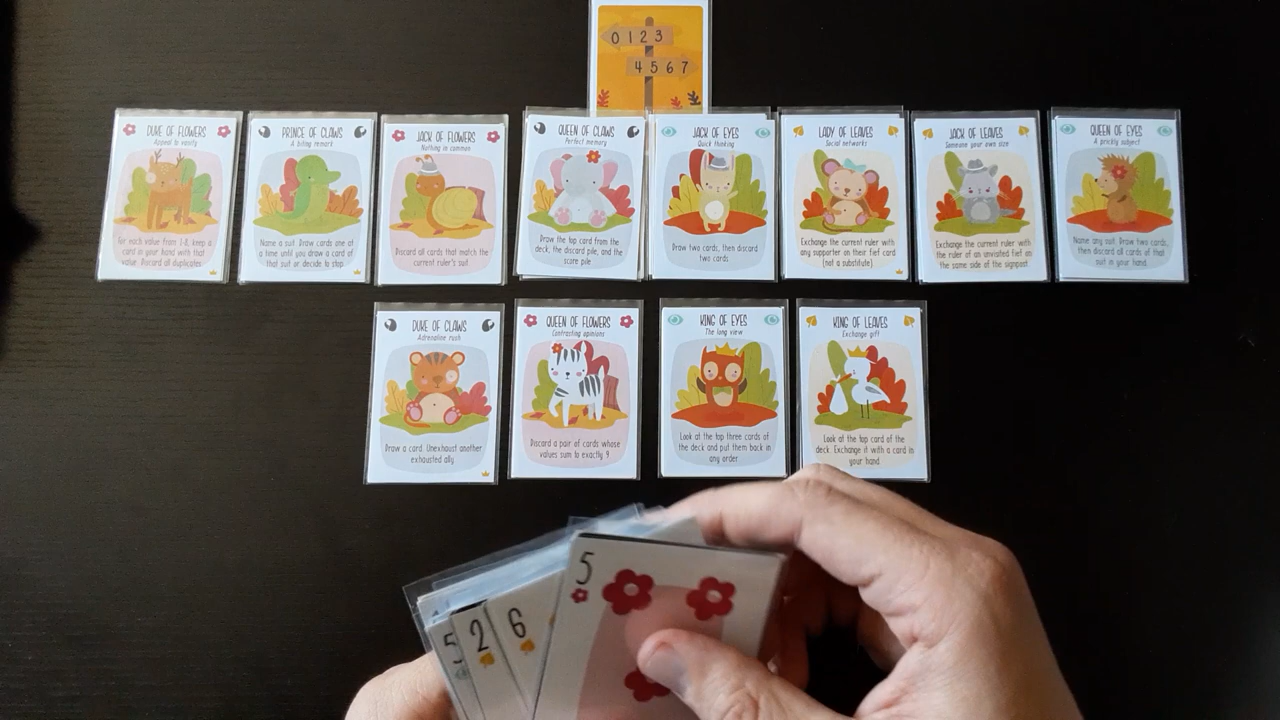 0 1 2 3
4 5 6 7
DUKE OF FLOWERS
Appeal to vanity
For each value from 1-8, keep a
card in your hand with that
value. Discard all duplicates
PRINCE OF CLAWS
A biting remark
Name a suit. Draw cards one at
a time until you draw a card of
that suit or decide to stop
JACK OF FLOWERS
Nothing in common
Discard all cards that match the
current ruler's suit
QUEEN OF CLAWS
Perfect memory
Draw the top card from the
deck, the discard pile, and the
score pile
JACK OF EYES
Quick thinking
Draw two cards, then discard
two cards
LADY OF LEAVES
Social networks
Exchange the current ruler with
any supporter on their fief card
(not a substitute)
JACK OF LEAVES
Someone your own size
Exchange the current ruler with
the ruler of an unvisited fief on
the same side of the signpost.
QUEEN OF EYES
A prickly subject
Name any suit. Draw two cards,
then discard all cards of that
suit in your hand.
DUKE OF CLAWS
Adrenaline rush
Draw a card. Unexhaust another
exhausted ally
QUEEN OF FLOWERS
Contrasting opinions
Discard a pair of cards whose
values sum to exactly 9
KING OF EYES
The long view
Look at the top three cards of
the deck and put them back in
any order
KING OF LEAVES
Exchange gift
Look at the top card of the
deck. Exchange it with a card in
your hand
5
2
6
5